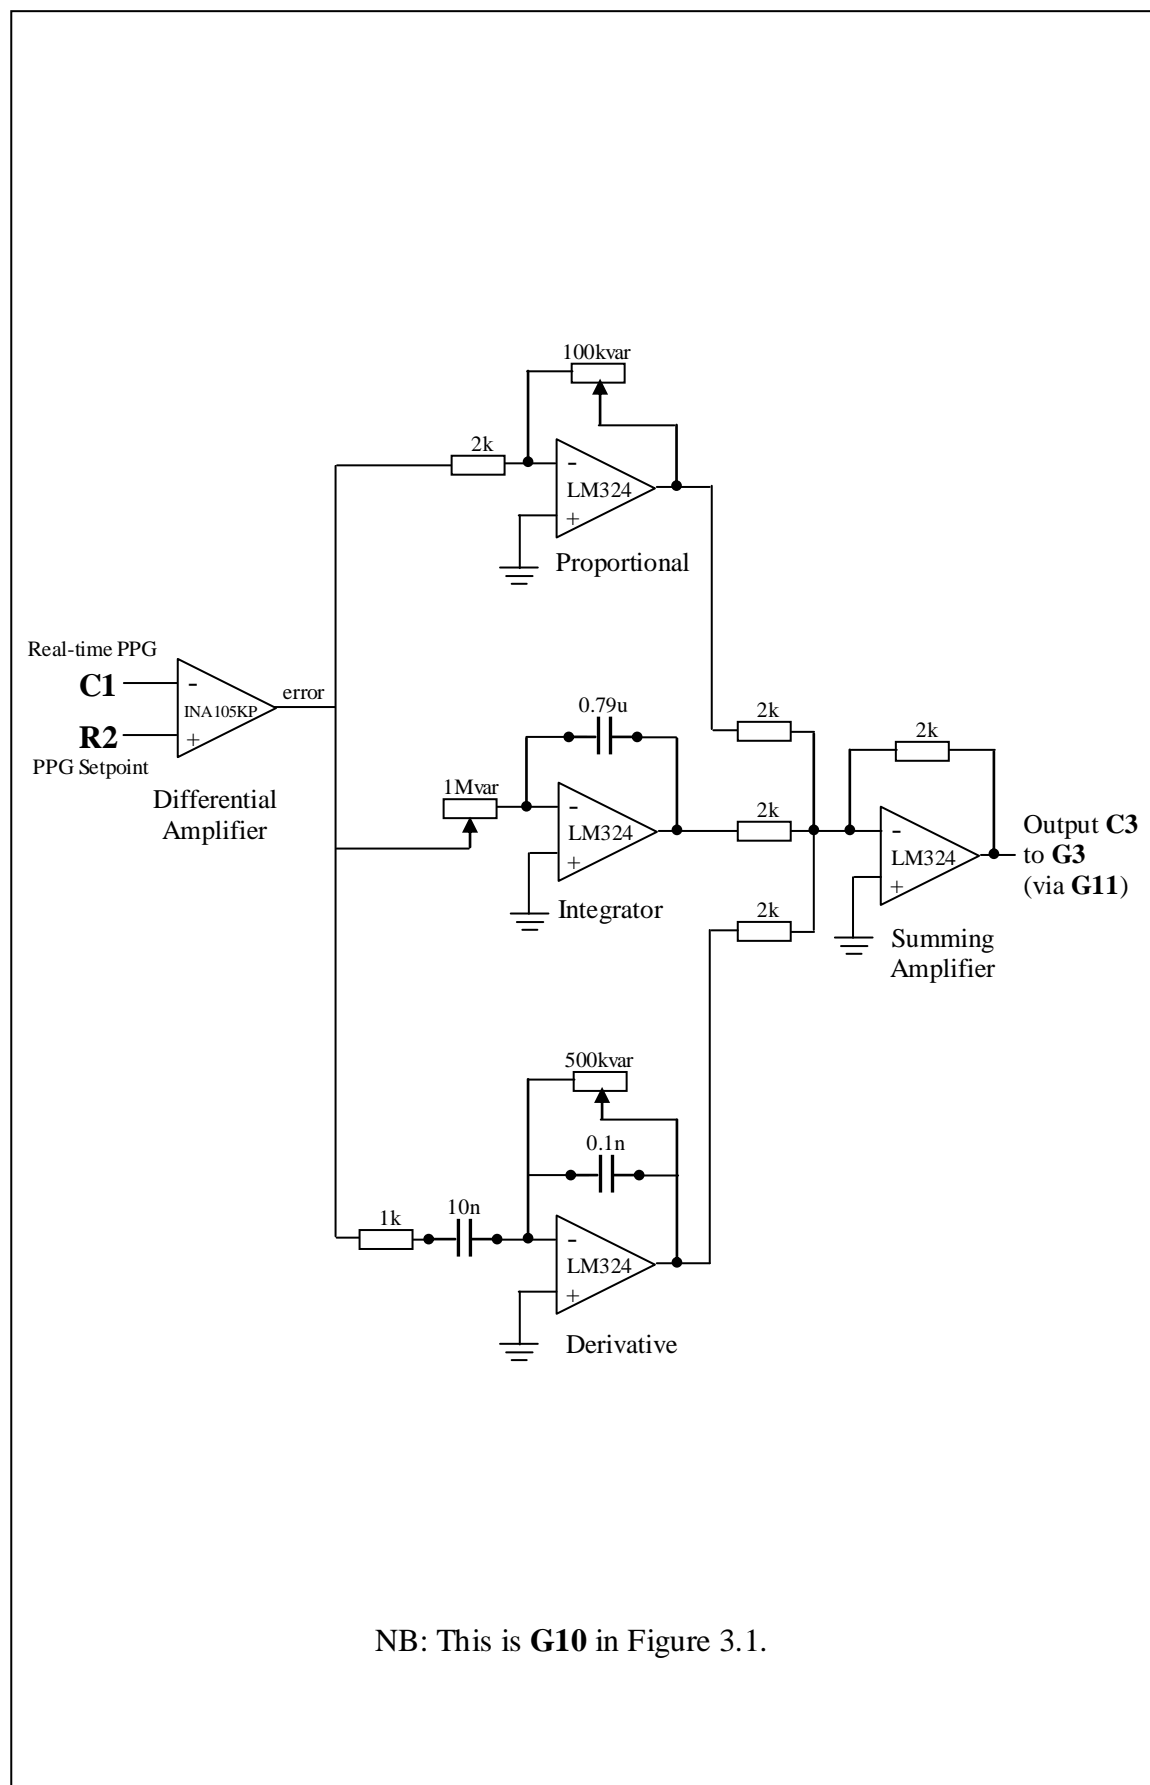 100kvar
2k
-
LM324
+
Proportional
Real-time PPG
C1
-
INA105KP
error
R2
+
PPG Setpoint
Differential
Amplifier
0.79u
1Mvar
-
LM324
+
Integrator
2k
2k
2k
2k
-
LM324
+
Summing
Amplifier
Output C3
to G3
(via G11)
500kvar
0.1n
1k
10n
-
LM324
+
Derivative
NB: This is G10 in Figure 3.1.